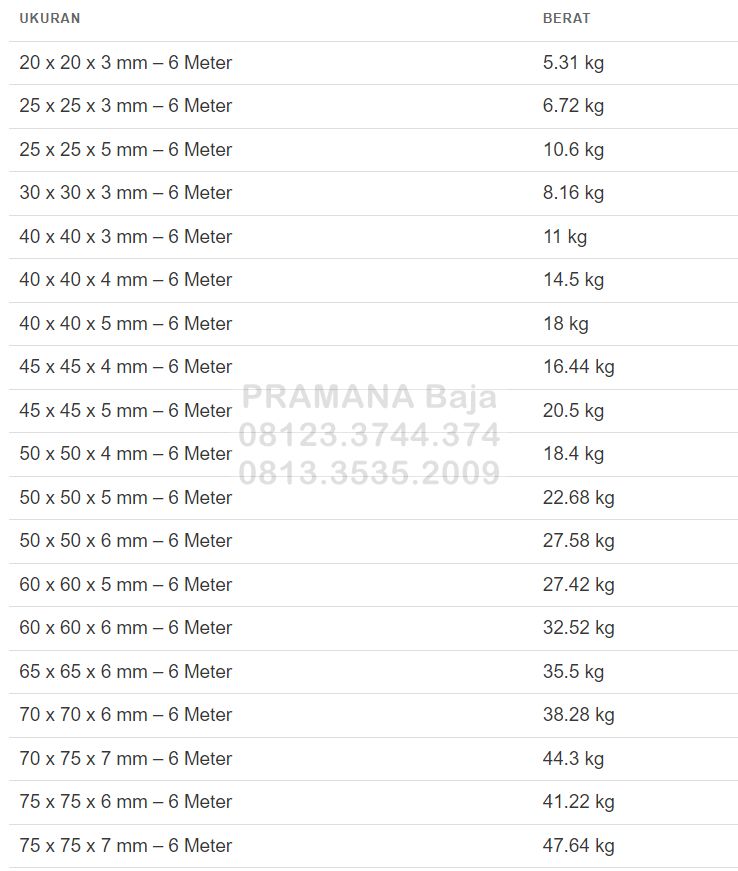 UKURAN BERAT
20 x 20 x 3 mm – 6 Meter 5.31 kg
25 x 25 x 3 mm – 6 Meter 6.72 kg
25 x 25 x 5 mm – 6 Meter 10.6 kg
30 x 30 x 3 mm – 6 Meter 8.16 kg
40 x 40 x 3 mm – 6 Meter 11 kg
40 x 40 x 4 mm – 6 Meter 14.5 kg
40 x 40 x 5 mm – 6 Meter 18 kg
45 x 45 x 4 mm – 6 Meter 16.44 kg
PRAMANA Baja
45 x 45 x 5 mm – 6 Meter 20.5 kg
08123.3744.374
50 x 50 x 4 mm – 6 Meter 18.4 kg
0813.3535.2009
50 x 50 x 5 mm – 6 Meter 22.68 kg
50 x 50 x 6 mm – 6 Meter 27.58 kg
60 x 60 x 5 mm – 6 Meter 27.42 kg
60 x 60 x 6 mm – 6 Meter 32.52 kg
65 x 65 x 6 mm – 6 Meter 35.5 kg
70 x 70 x 6 mm – 6 Meter 38.28 kg
70 x 75 x 7 mm – 6 Meter 44.3 kg
75 x 75 x 6 mm – 6 Meter 41.22 kg
75 x 75 x 7 mm – 6 Meter 47.64 kg